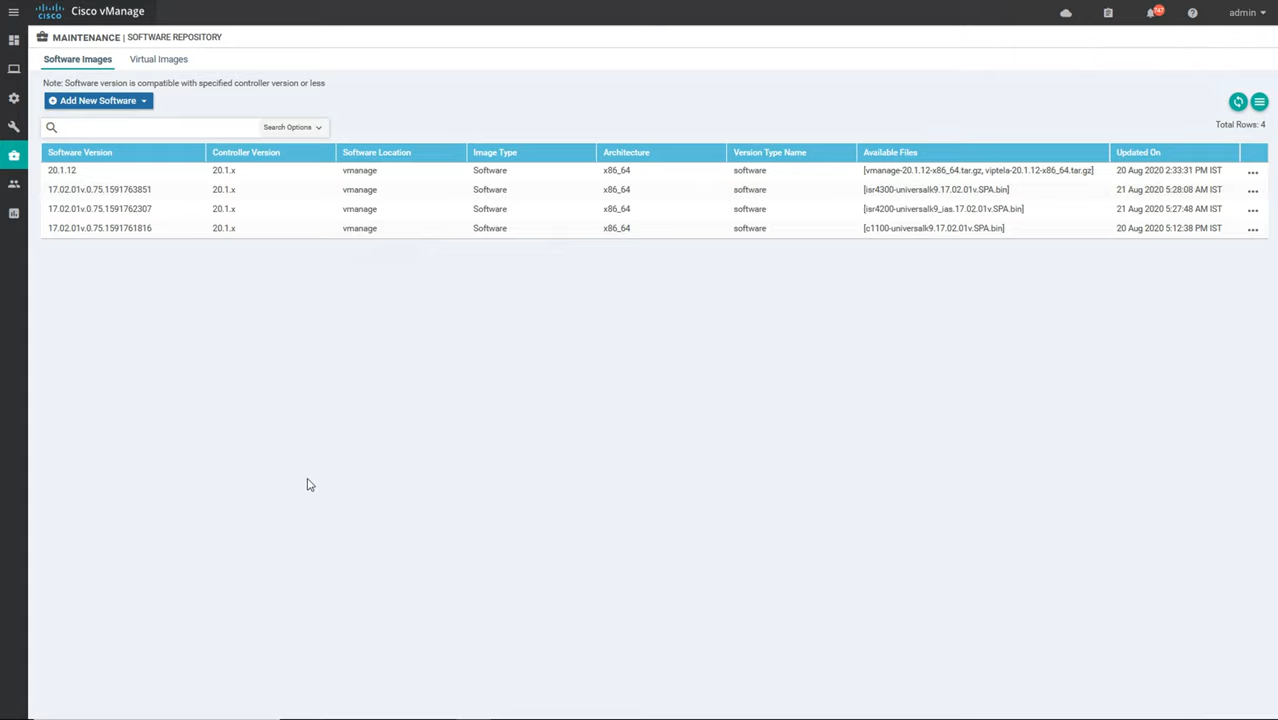 CISCO
Cisco vManage
747
admin
MAINTENANCE | SOFTWARE REPOSITORY
Software Images Virtual Images
Note: Software version is compatible with specified controller version or less
Add New Software
Search Options
Total Rows: 4
Software Version Controller Version Software Location Image Type Architecture Version Type Name Available Files Updated On
20.1.12 20.1.x vmanage Software x86_64 software [vmanage-20.1.12-x86_64.tar.gz, viptela-20.1.12-x86_64.tar.gz] 20 Aug 2020 2:33:31 PM IST ...
17.02.01v.0.75.1591763851 20.1.x vmanage Software x86_64 software [isr4300-universalk9.17.02.01v.SPA.bin] 21 Aug 2020 5:28:08 AM IST ...
17.02.01v.0.75.1591762307 20.1.x vmanage Software x86_64 software [isr4200-universalk9_ias.17.02.01v.SPA.bin] 21 Aug 2020 5:27:48 AM IST ...
17.02.01v.0.75.1591761816 20.1.x vmanage Software x86_64 software [c1100-universalk9.17.02.01v.SPA.bin] 20 Aug 2020 5:12:38 PM IST ...